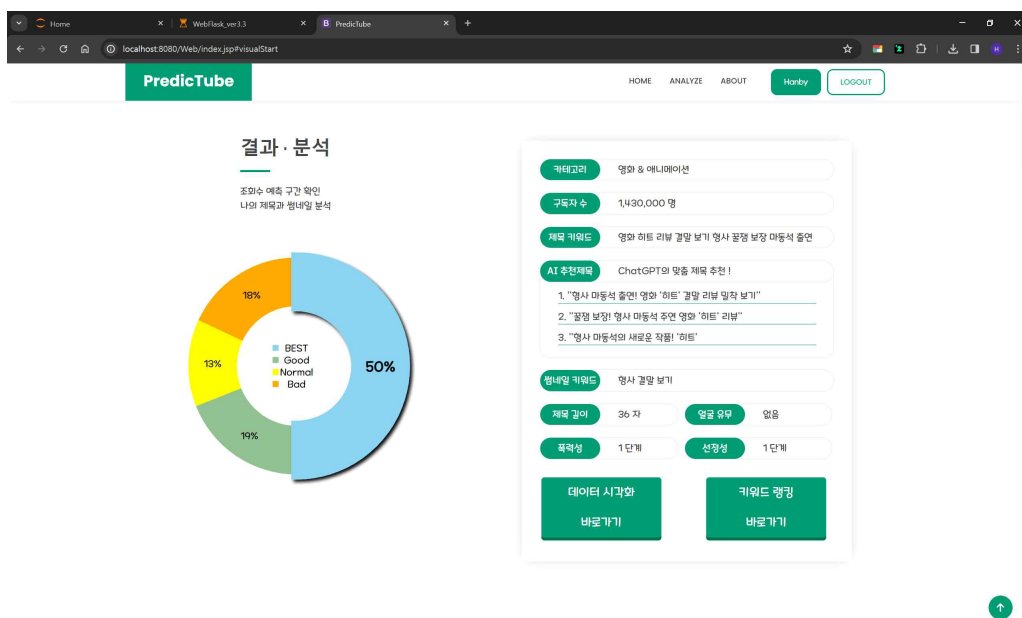 Home
WebFlask_ver3.3
PredicTube
localhost:8080/Web/index.jsp#visualStart
PredicTube
HOME ANALYZE ABOUT Hanby LOGOUT
결과 · 분석
조회수 예측 구간 확인
나의 제목과 썸네일 분석
18%
13%
19%
50%
BEST
Good
Normal
Bad
카테고리 영화 & 애니메이션
구독자 수 1,430,000 명
제목 키워드 영화 히트 리뷰 결말 보기 형사 꿀잼 보장 마동석 출연
AI 추천제목 ChatGPT의 맞춤 제목 추천 !
1. "형사 마동석 출연! 영화 '히트' 결말 리뷰 밀착 보기"
2. "꿀잼 보장! 형사 마동석 주연 영화 '히트' 리뷰"
3. "형사 마동석의 새로운 작품! '히트'
썸네일 키워드 형사 결말 보기
제목 길이 36 자 얼굴 유무 없음
폭력성 1 단계 선정성 1 단계
데이터 시각화
바로가기
키워드 랭킹
바로가기